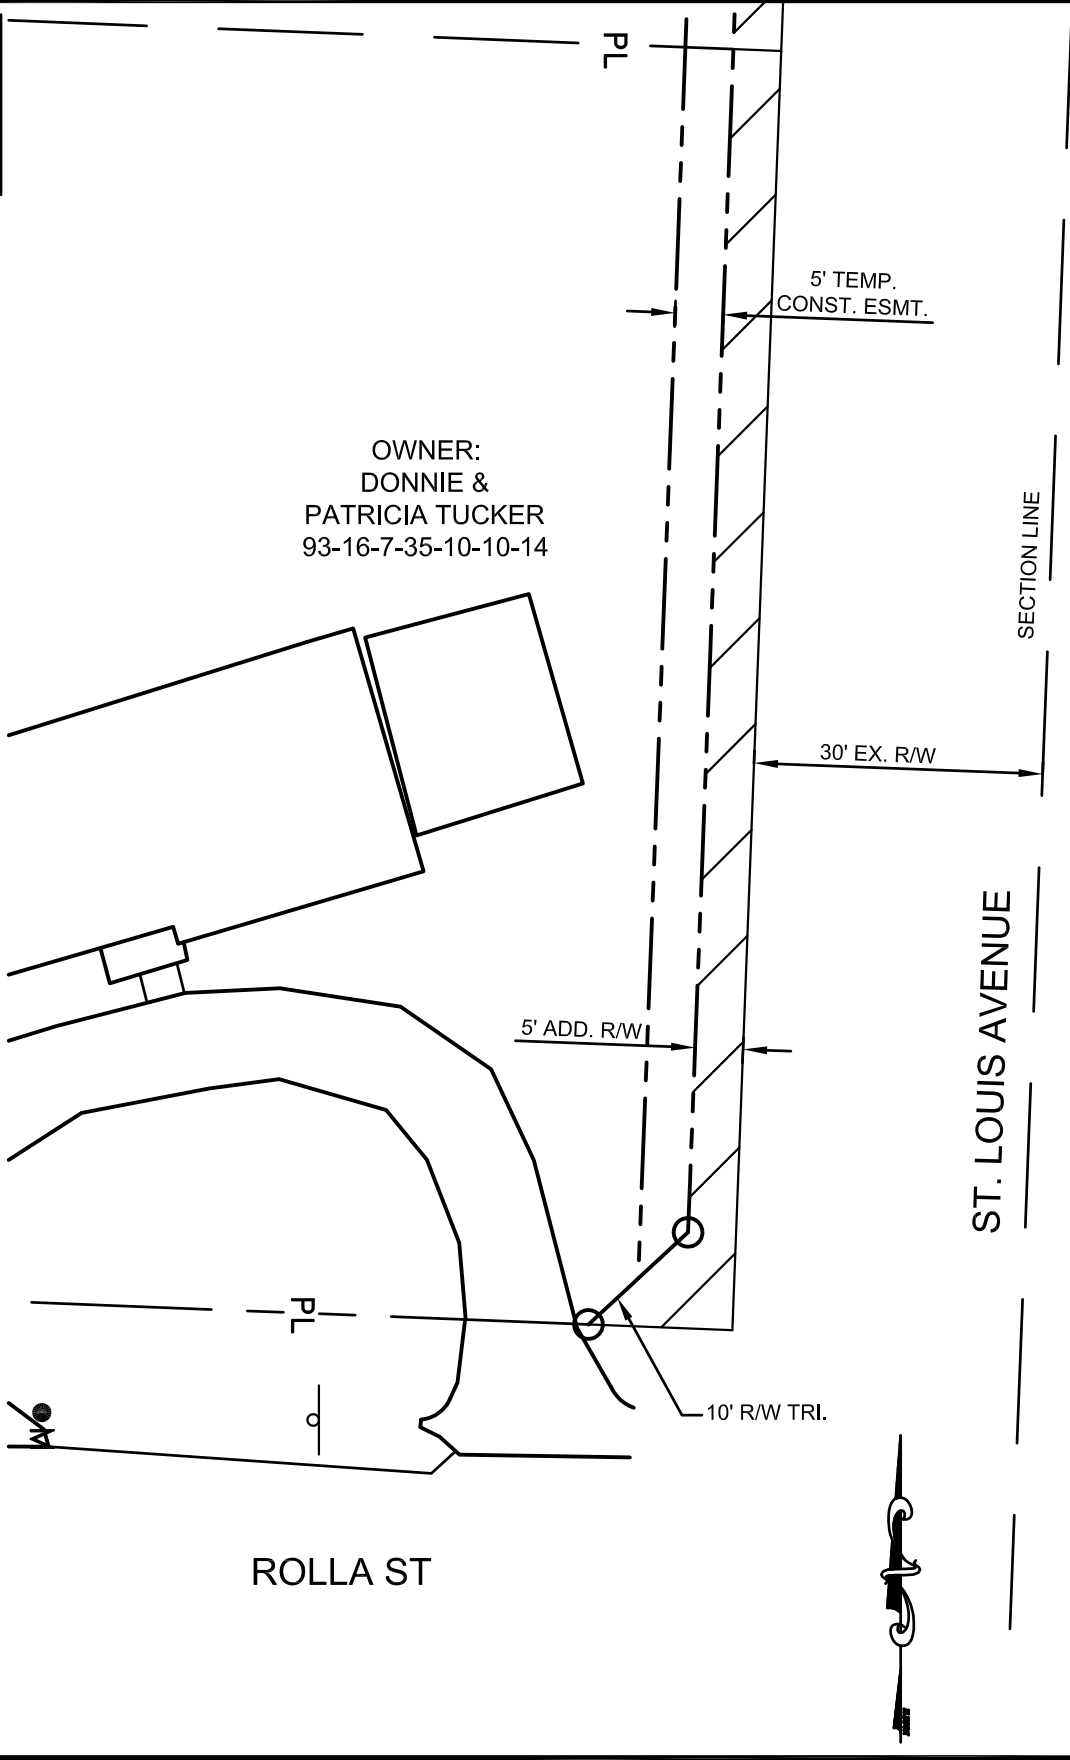 PL
5' TEMP.
CONST. ESMT.
OWNER:
DONNIE &
PATRICIA TUCKER
93-16-7-35-10-10-14
SECTION LINE
30' EX. R/W
ST. LOUIS AVENUE
5' ADD. R/W
PL
10' R/W TRI.
ROLLA ST